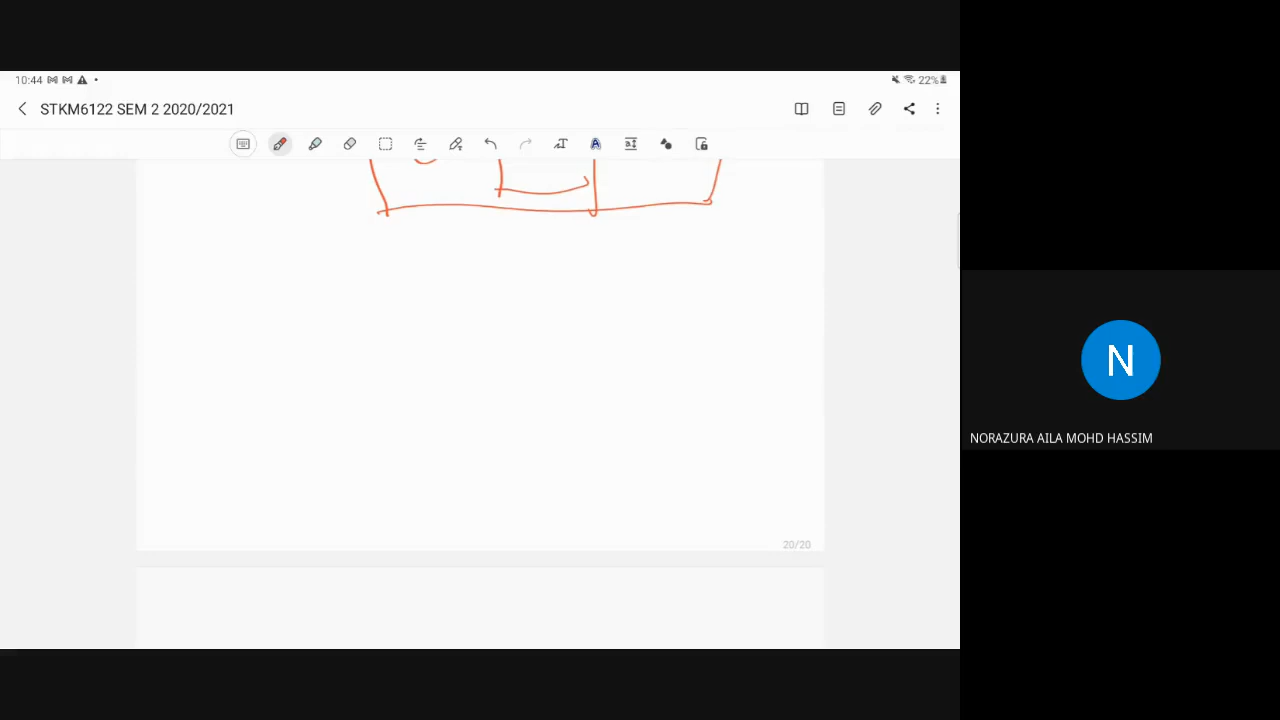 10:44
22%
STKM6122 SEM 2 2020/2021
20/20
N
NORAZURA AILA MOHD HASSIM